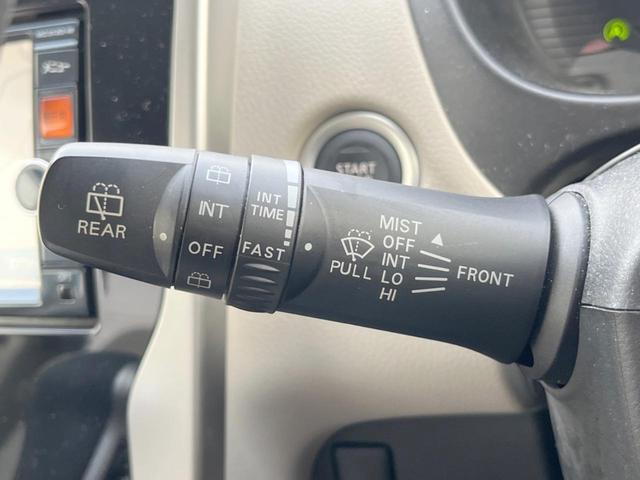 START
REAR
INT
OFF
INT
TIME
FAST
PULL
MIST
OFF
INT
LO
HI
FRONT